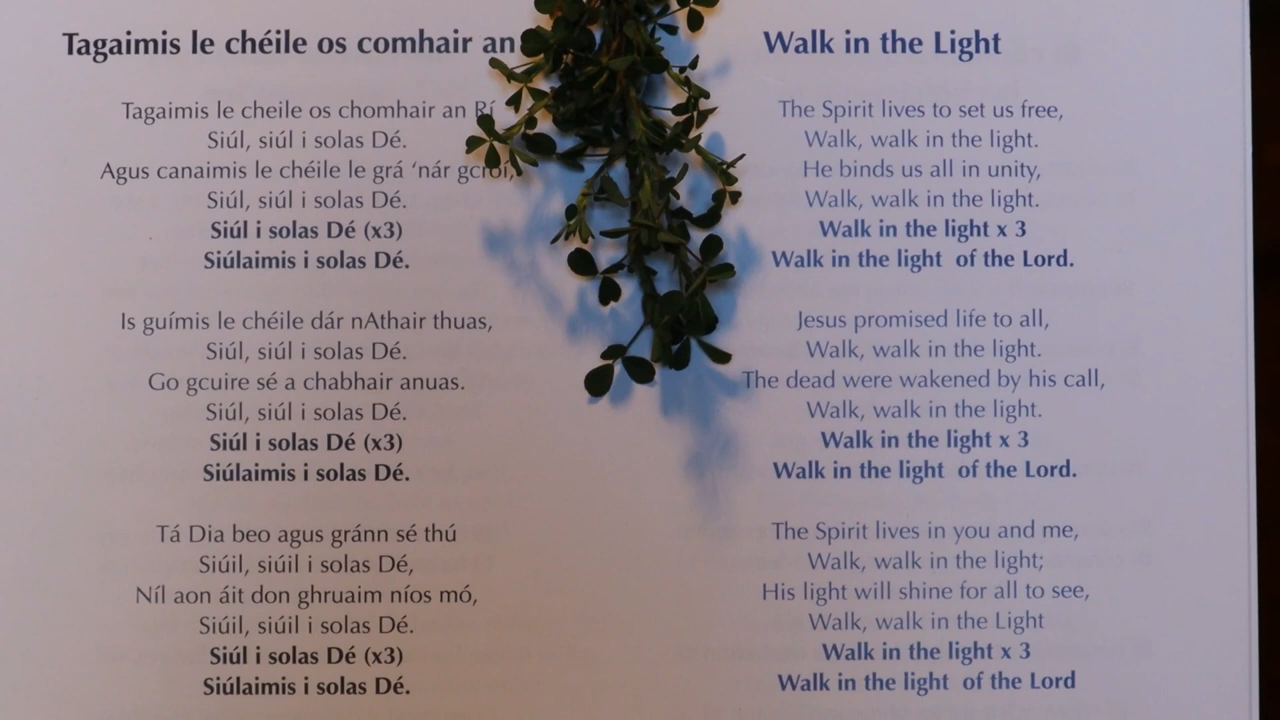 Tagaimis le chéile os comhair an
Tagaimis le cheile os chomhair an Rí
Siúl, siúl i solas Dé.
Agus canaimis le chéile le grá ‘nár gcroí,
Siúl, siúl i solas Dé.
Siúl i solas Dé (x3)
Siúlaimis i solas Dé.
Is guímis le chéile dár nAthair thuas,
Siúl, siúl i solas Dé.
Go gcuire sé a chabhair anuas.
Siúl, siúl i solas Dé.
Siúl i solas Dé (x3)
Siúlaimis i solas Dé.
Tá Dia beo agus gránn sé thú
Siúil, siúil i solas Dé,
Níl aon áit don ghruaim níos mó,
Siúil, siúil i solas Dé.
Siúl i solas Dé (x3)
Siúlaimis i solas Dé.
Walk in the Light
The Spirit lives to set us free,
Walk, walk in the light.
He binds us all in unity,
Walk, walk in the light.
Walk in the light x 3
Walk in the light of the Lord.
Jesus promised life to all,
Walk, walk in the light.
The dead were wakened by his call,
Walk, walk in the light.
Walk in the light x 3
Walk in the light of the Lord.
The Spirit lives in you and me,
Walk, walk in the light;
His light will shine for all to see,
Walk, walk in the Light
Walk in the light x 3
Walk in the light of the Lord